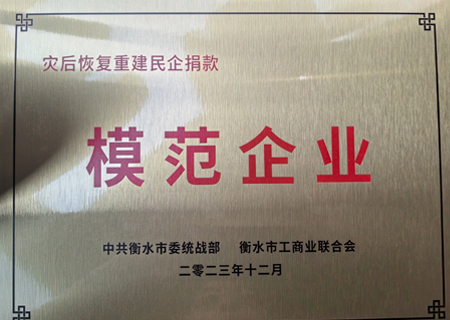 灾后恢复重建民企捐款
模范企业
中共衡水市委统战部 衡水市工商业联合会
二零二三年十二月